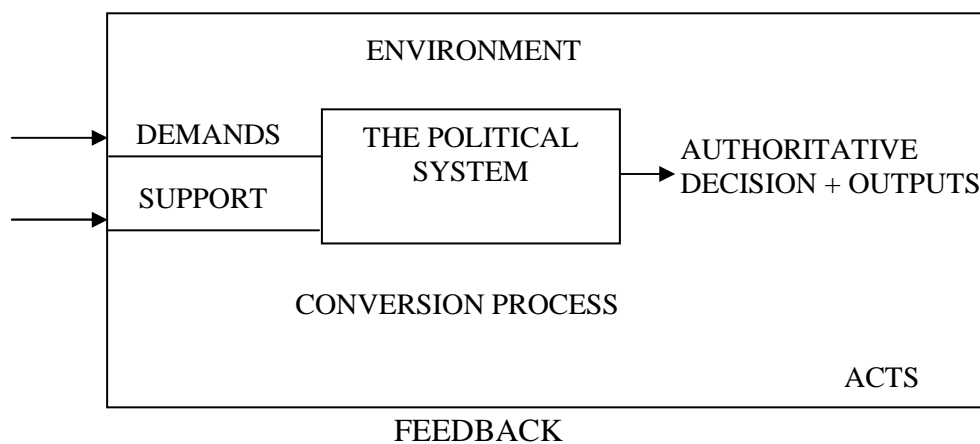 ENVIRONMENT
DEMANDS
SUPPORT
THE POLITICAL
SYSTEM
AUTHORITATIVE
DECISION + OUTPUTS
CONVERSION PROCESS
ACTS
FEEDBACK